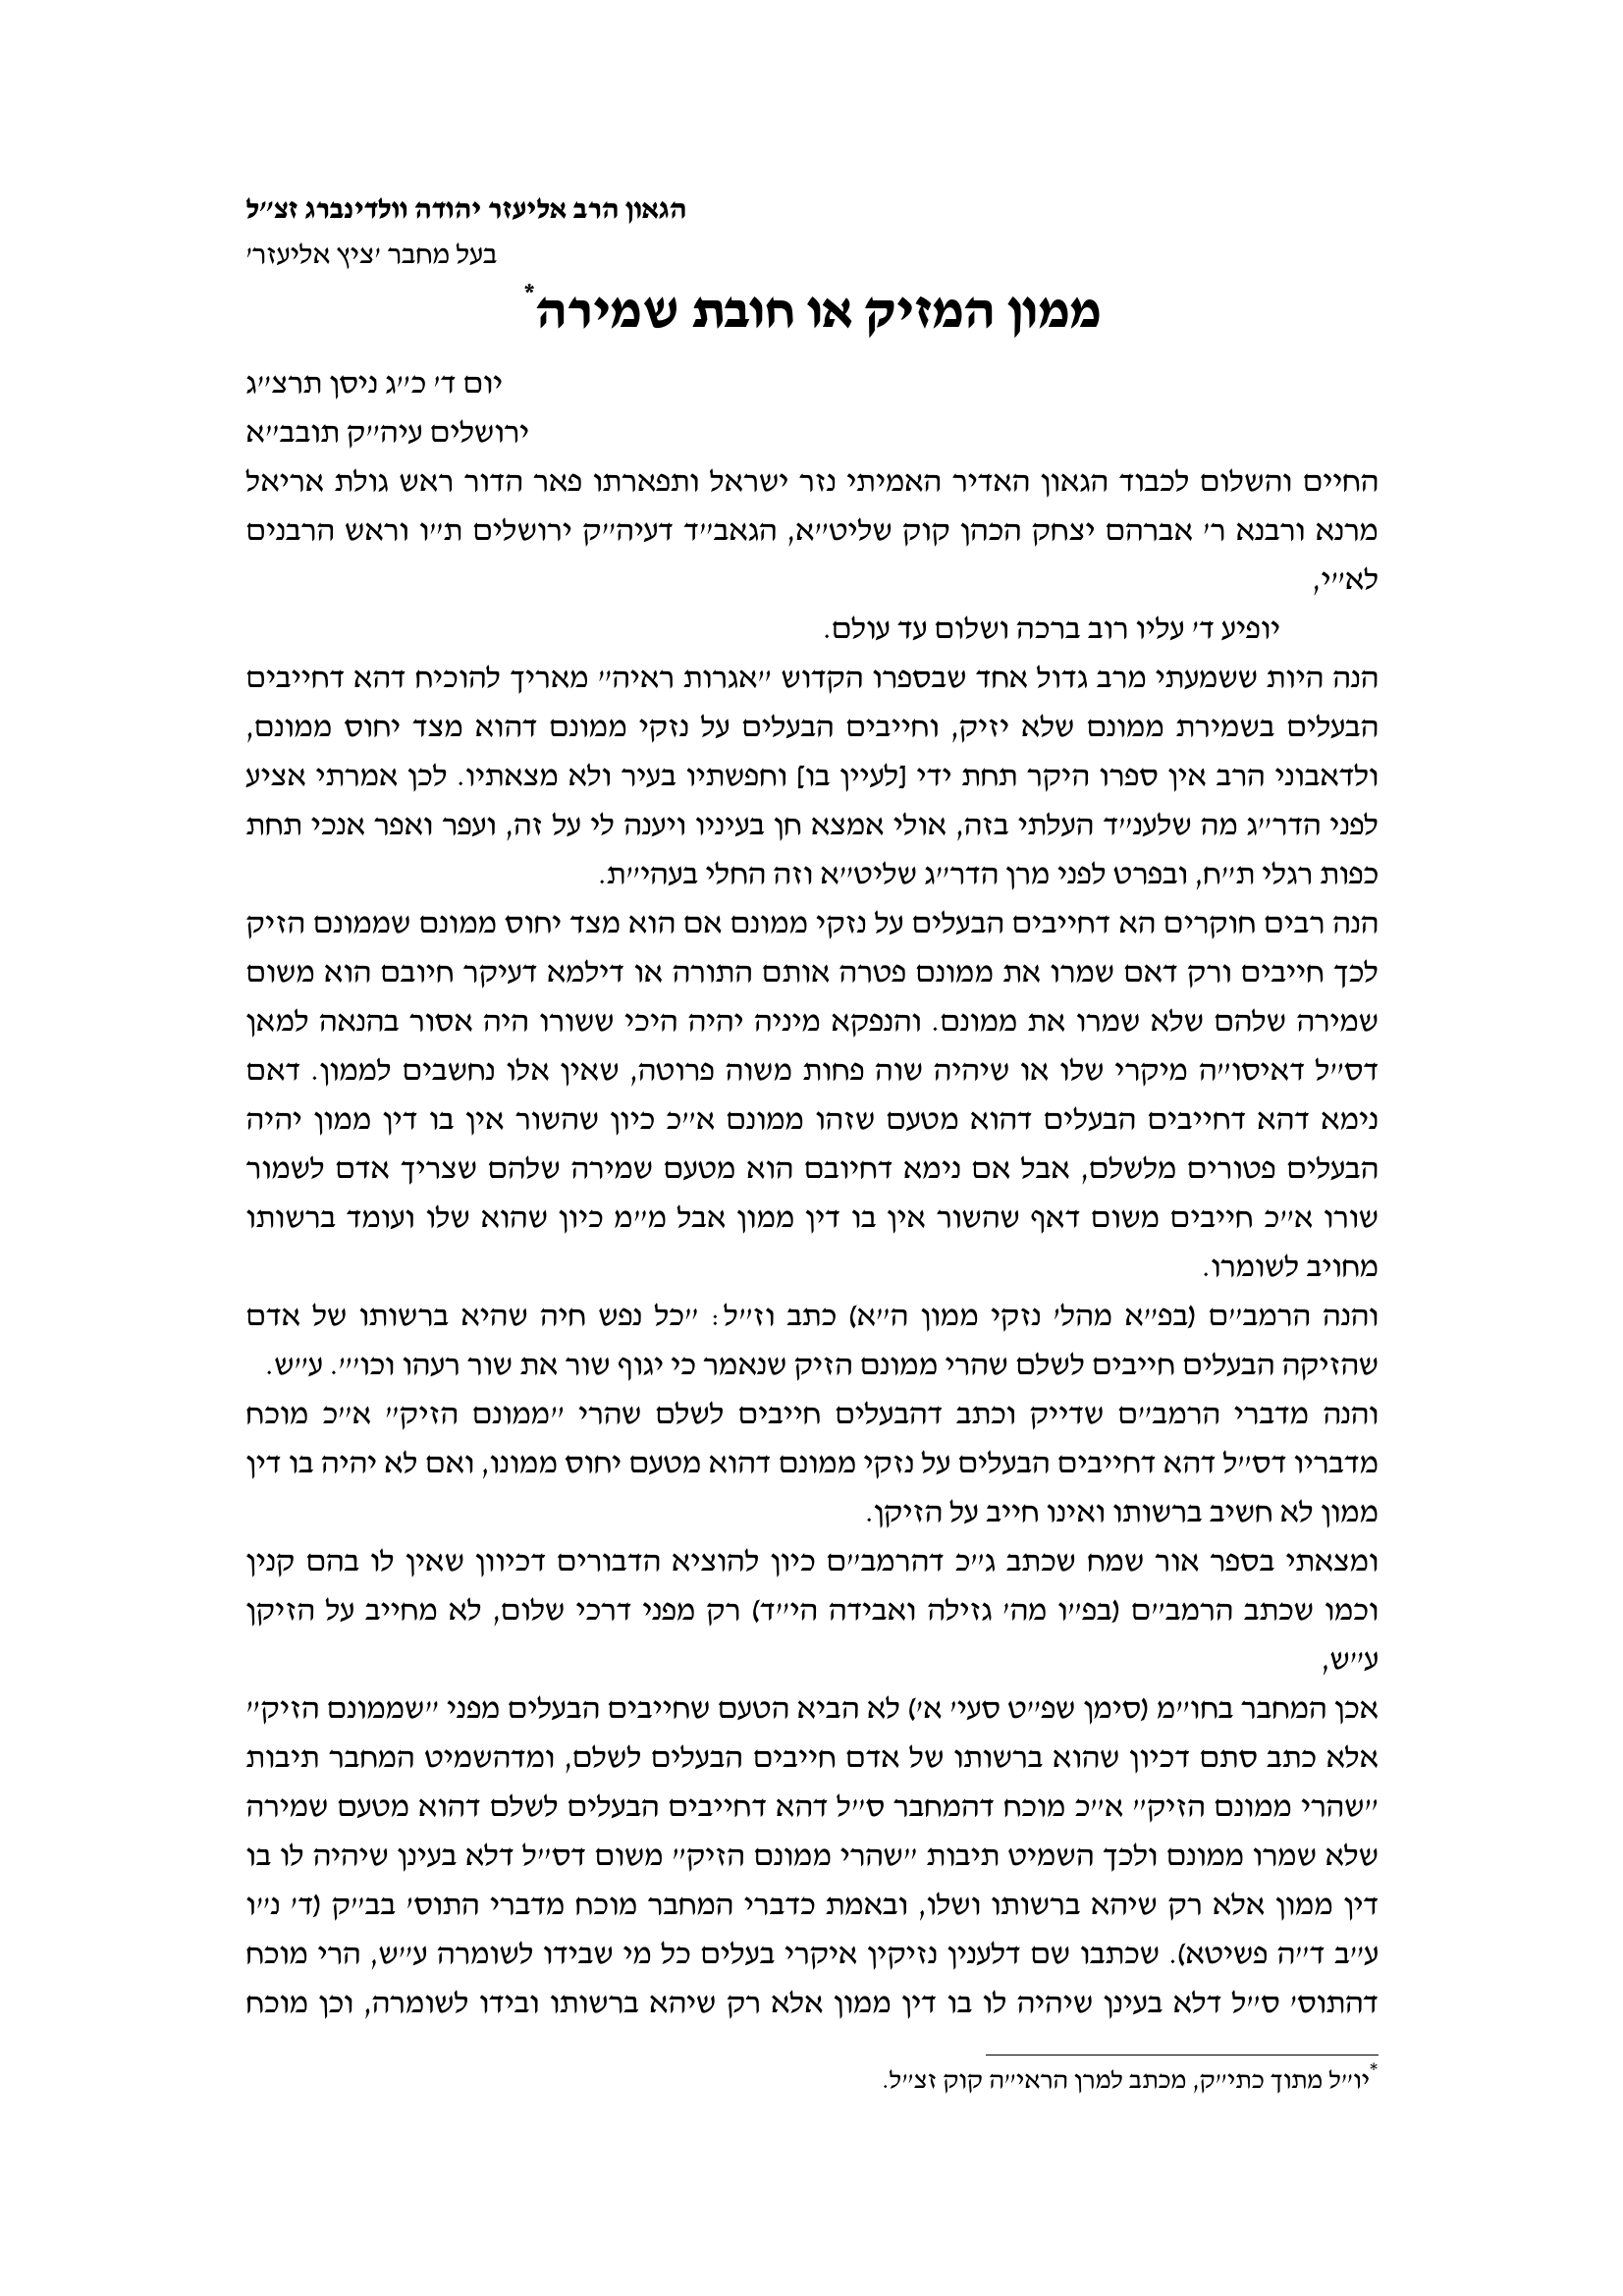 הגאון הרב אליעזר יהודה וולדינברג זצ״ל
בעל מחבר ׳ציץ אליעזר׳
ממון המזיק או חובת שמירה*
יום ד׳ כ״ג ניסן תרצ״ג
ירושלים עיה״ק תובב״א
החיים והשלום לכבוד הגאון האדיר האמיתי נזר ישראל ותפארתו פאר הדור ראש גולת אריאל
מרנא ורבנא ר׳ אברהם יצחק הכהן קוק שליט״א, הגאב״ד דעיה״ק ירושלים ת״ו וראש הרבנים
לא״י,
יופיע ד׳ עליו רוב ברכה ושלום עד עולם.
הנה היות ששמעתי מרב גדול אחד שבספרו הקדוש ״אגרות ראיה״ מאריך להוכיח דהא דחייבים
הבעלים בשמירת ממונם שלא יזיק, וחייבים הבעלים על נזקי ממונם דהוא מצד יחוס ממונם,
ולדאבוני הרב אין ספרו היקר תחת ידי [לעיין בו] וחפשתיו בעיר ולא מצאתיו. לכן אמרתי אציע
לפני הדר״ג מה שלענ״ד העלתי בזה, אולי אמצא חן בעיניו ויענה לי על זה, ועפר ואפר אנכי תחת
כפות רגלי ת״ח, ובפרט לפני מרן הדר״ג שליט״א וזה החלי בעהי״ת.
הנה רבים חוקרים הא דחייבים הבעלים על נזקי ממונם אם הוא מצד יחוס ממונם שממונם הזיק
לכך חייבים ורק דאם שמרו את ממונם פטרה אותם התורה או דילמא דעיקר חיובם הוא משום
שמירה שלהם שלא שמרו את ממונם. והנפקא מיניה יהיה היכי ששורו היה אסור בהנאה למאן
דס״ל דאיסו״ה מיקרי שלו או שיהיה שוה פחות משוה פרוטה, שאין אלו נחשבים לממון. דאם
נימא דהא דחייבים הבעלים דהוא מטעם שזהו ממונם א״כ כיון שהשור אין בו דין ממון יהיה
הבעלים פטורים מלשלם, אבל אם נימא דחיובם הוא מטעם שמירה שלהם שצריך אדם לשמור
שורו א״כ חייבים משום דאף שהשור אין בו דין ממון אבל מ״מ כיון שהוא שלו ועומד ברשותו
מחויב לשומרו.
והנה הרמב״ם (בפ״א מהל׳ נזקי ממון ה״א) כתב וז״ל: ״כל נפש חיה שהיא ברשותו של אדם
שהזיקה הבעלים חייבים לשלם שהרי ממונם הזיק שנאמר כי יגוף שור את שור רעהו וכו׳״. ע״ש.
והנה מדברי הרמב״ם שדייק וכתב דהבעלים חייבים לשלם שהרי ״ממונם הזיק״ א״כ מוכח
מדבריו דס״ל דהא דחייבים הבעלים על נזקי ממונם דהוא מטעם יחוס ממונו, ואם לא יהיה בו דין
ממון לא חשיב ברשותו ואינו חייב על הזיקן.
ומצאתי בספר אור שמח שכתב ג״כ דהרמב״ם כיון להוציא הדבורים דכיוון שאין לו בהם קנין
וכמו שכתב הרמב״ם (בפ״ו מה׳ גזילה ואבידה הי״ד) רק מפני דרכי שלום, לא מחייב על הזיקן
ע״ש,
אכן המחבר בחו״מ (סימן שפ״ט סעי׳ א׳) לא הביא הטעם שחייבים הבעלים מפני ״שממונם הזיק״
אלא כתב סתם דכיון שהוא ברשותו של אדם חייבים הבעלים לשלם, ומדהשמיט המחבר תיבות
״שהרי ממונם הזיק״ א״כ מוכח דהמחבר ס״ל דהא דחייבים הבעלים לשלם דהוא מטעם שמירה
שלא שמרו ממונם ולכך השמיט תיבות ״שהרי ממונם הזיק״ משום דס״ל דלא בעינן שיהיה לו בו
דין ממון אלא רק שיהא ברשותו ושלו, ובאמת כדברי המחבר מוכח מדברי התוס׳ בב״ק (ד׳ נ״ו
ע״ב ד״ה פשיטא). שכתבו שם דלענין נזיקין איקרי בעלים כל מי שבידו לשומרה ע״ש, הרי מוכח
דהתוס׳ ס״ל דלא בעינן שיהיה לו בו דין ממון אלא רק שיהא ברשותו ובידו לשומרה, וכן מוכח
*יו״ל מתוך כתי״ק, מכתב למרן הראי״ה קוק זצ״ל.